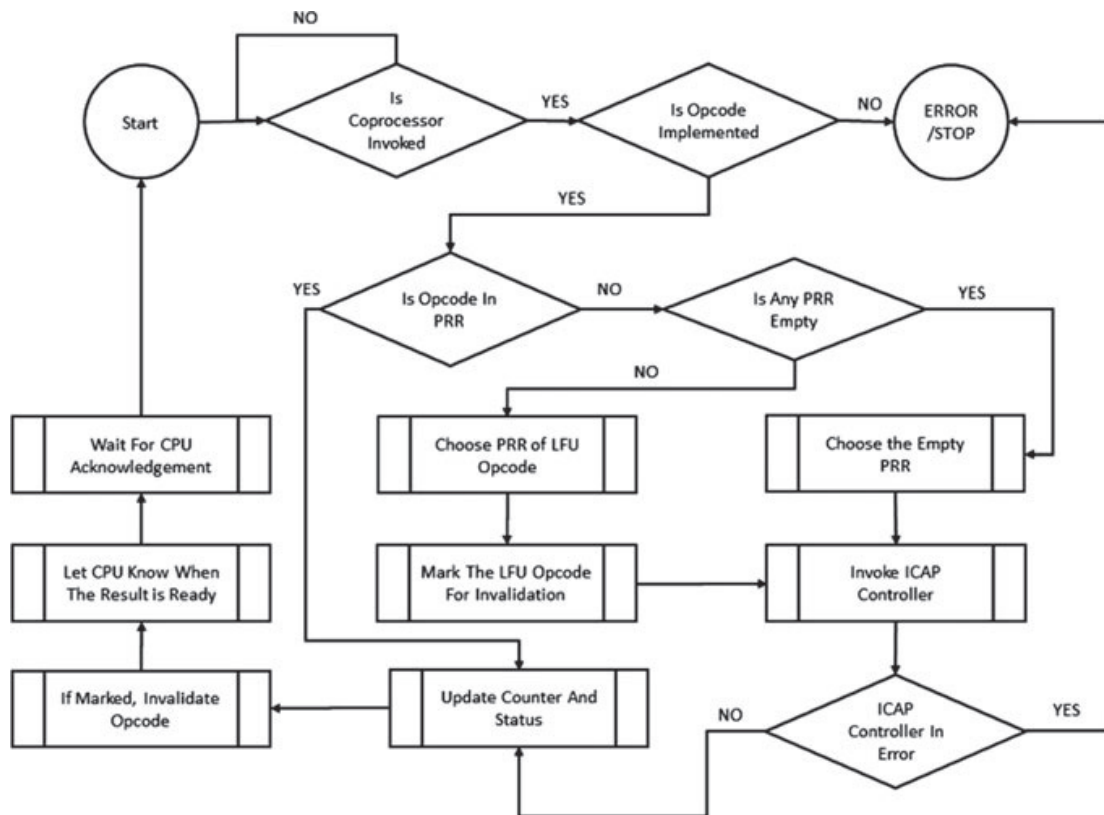 NO
Start
Is
Coprocessor
Invoked
YES
Is Opcode
Implemented
NO
ERROR
/STOP
YES
YES
Is Opcode In
PRR
NO
Is Any PRR
Empty
YES
NO
Wait For CPU
Acknowledgement
Choose PRR of LFU
Opcode
Choose the Empty
PRR
Let CPU Know When
The Result is Ready
Mark The LFU Opcode
For Invalidation
Invoke ICAP
Controller
If Marked, Invalidate
Opcode
Update Counter And
Status
NO
ICAP
Controller In
Error
YES